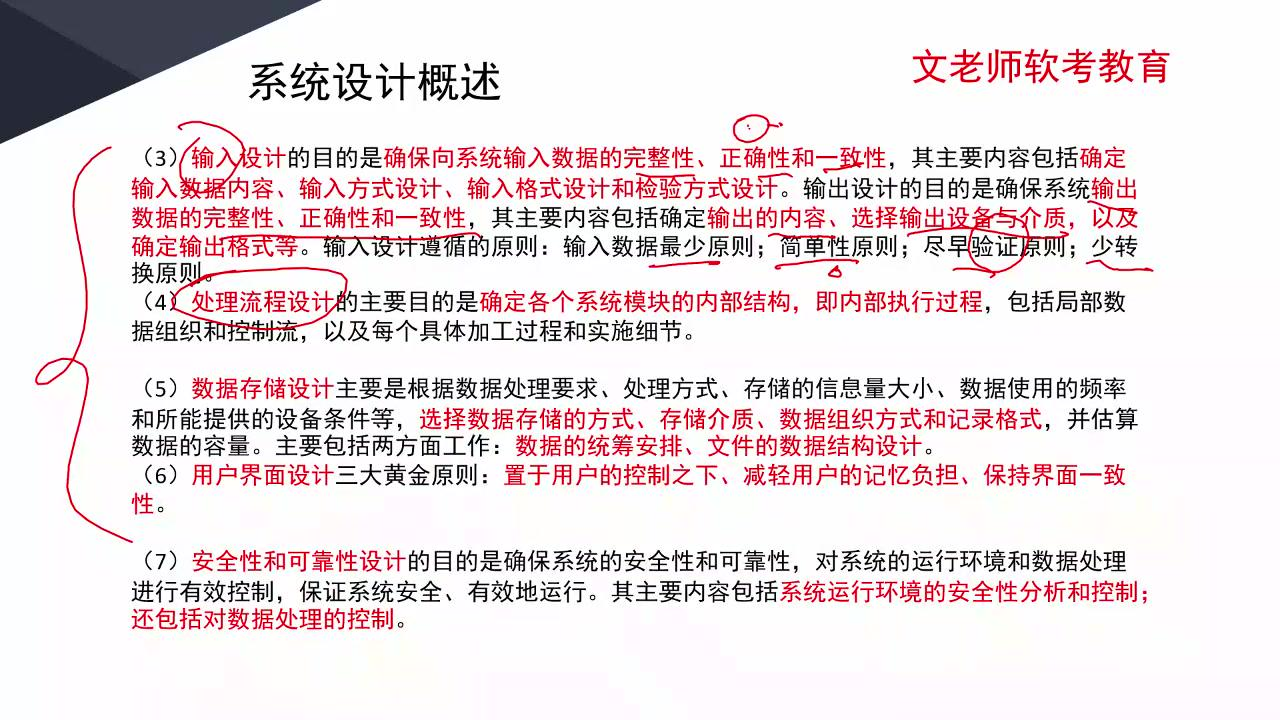 系统设计概述
文老师软考教育
（3）输入设计的目的是确保向系统输入数据的完整性、正确性和一致性，其主要内容包括确定
输入数据内容、输入方式设计、输入格式设计和检验方式设计。输出设计的目的是确保系统输出
数据的完整性、正确性和一致性，其主要内容包括确定输出的内容、选择输出设备与介质，以及
确定输出格式等。输入设计遵循的原则：输入数据最少原则；简单性原则；尽早验证原则；少转
换原则。
（4）处理流程设计的主要目的是确定各个系统模块的内部结构，即内部执行过程，包括局部数
据组织和控制流，以及每个具体加工过程和实施细节。
（5）数据存储设计主要是根据数据处理要求、处理方式、存储的信息量大小、数据使用的频率
和所能提供的设备条件等，选择数据存储的方式、存储介质、数据组织方式和记录格式，并估算
数据的容量。主要包括两方面工作：数据的统筹安排、文件的数据结构设计。
（6）用户界面设计三大黄金原则：置于用户的控制之下、减轻用户的记忆负担、保持界面一致
性。
（7）安全性和可靠性设计的目的是确保系统的安全性和可靠性，对系统的运行环境和数据处理
进行有效控制，保证系统安全、有效地运行。其主要内容包括系统运行环境的安全性分析和控制；
还包括对数据处理的控制。